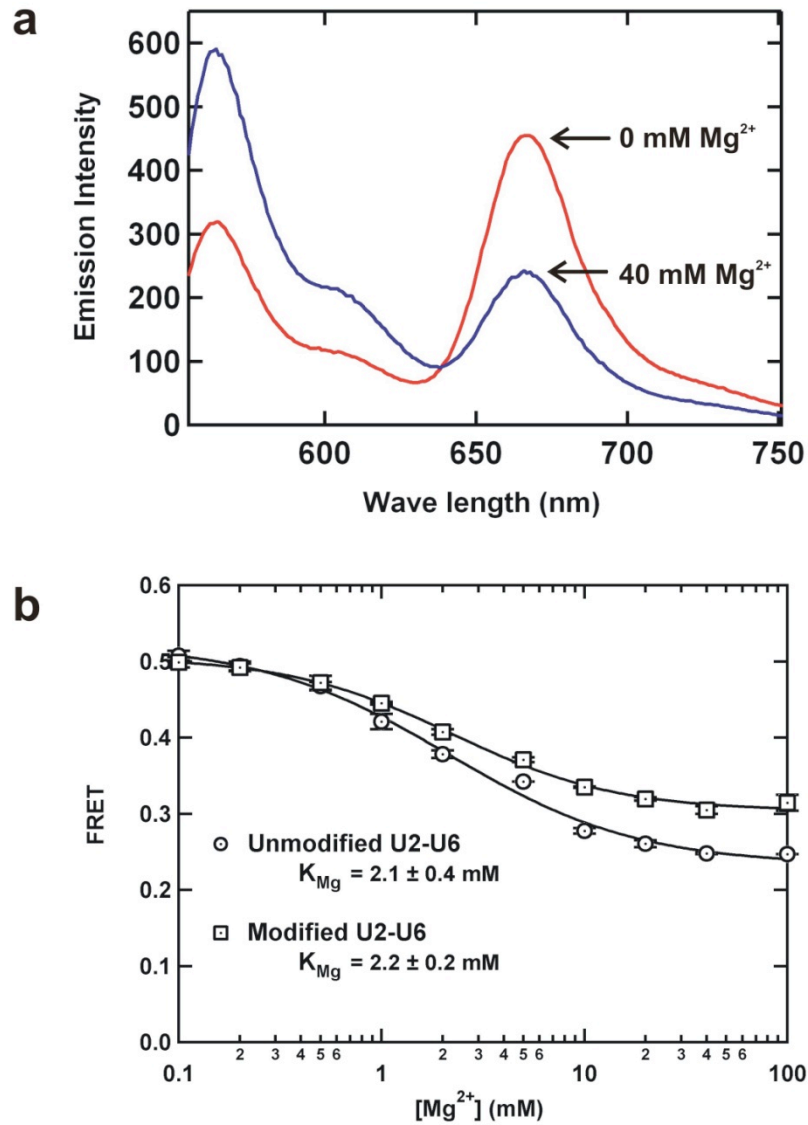 a
600
500
400
300
200
100
0
Emission Intensity
0 mM Mg²⁺
40 mM Mg²⁺
600
650
700
750
Wave length (nm)
b
0.6
0.5
0.4
0.3
0.2
0.1
0.0
FRET
Unmodified U2-U6
K_Mg = 2.1 ± 0.4 mM
Modified U2-U6
K_Mg = 2.2 ± 0.2 mM
2 3 4 5 6 2 3 4 5 6 2 3 4 5 6
0.1 1 10 100
[Mg²⁺] (mM)